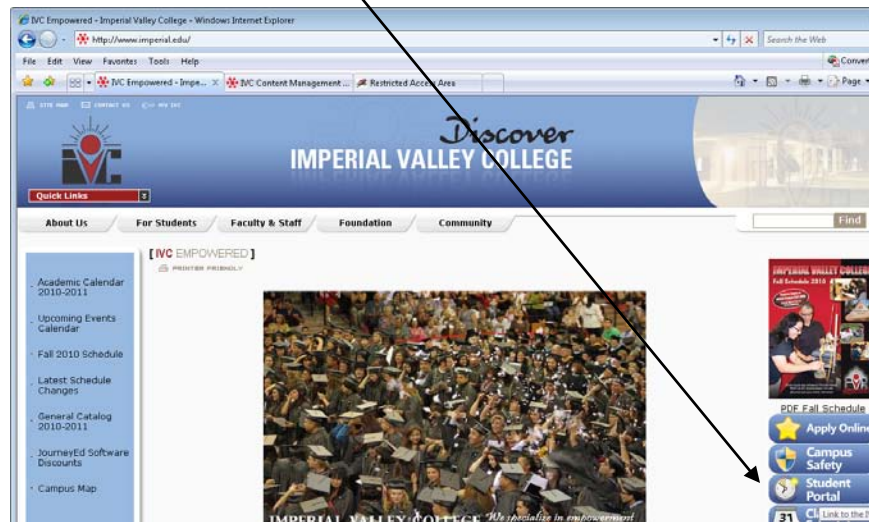 IVC Empowered - Imperial Valley College - Windows Internet Explorer
http://www.imperial.edu/
Search the Web
File Edit View Favorites Tools Help
Convert
IVC Empowered - Impe... IVC Content Management ... Restricted Access Area
Page
SITE MAP CONTACT US MY IVC
Discover
IMPERIAL VALLEY COLLEGE
IVC
Quick Links
About Us For Students Faculty & Staff Foundation Community
Find
[ IVC EMPOWERED ]
PRINTER FRIENDLY
Academic Calendar
2010-2011
Upcoming Events
Calendar
Fall 2010 Schedule
Latest Schedule
Changes
General Catalog
2010-2011
JourneyEd Software
Discounts
Campus Map
IMPERIAL VALLEY COLLEGE "We specialize in empowerment
IMPERIAL VALLEY COLLEGE
Fall Schedule 2010
PDF Fall Schedule
Apply Online
Campus
Safety
Student
Portal
31
Link to the